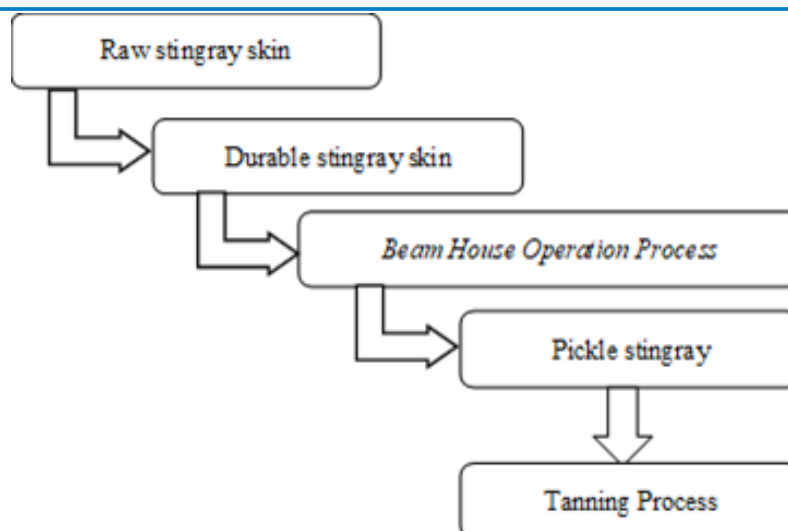 Raw stingray skin
Durable stingray skin
Beam House Operation Process
Pickle stingray
Tanning Process